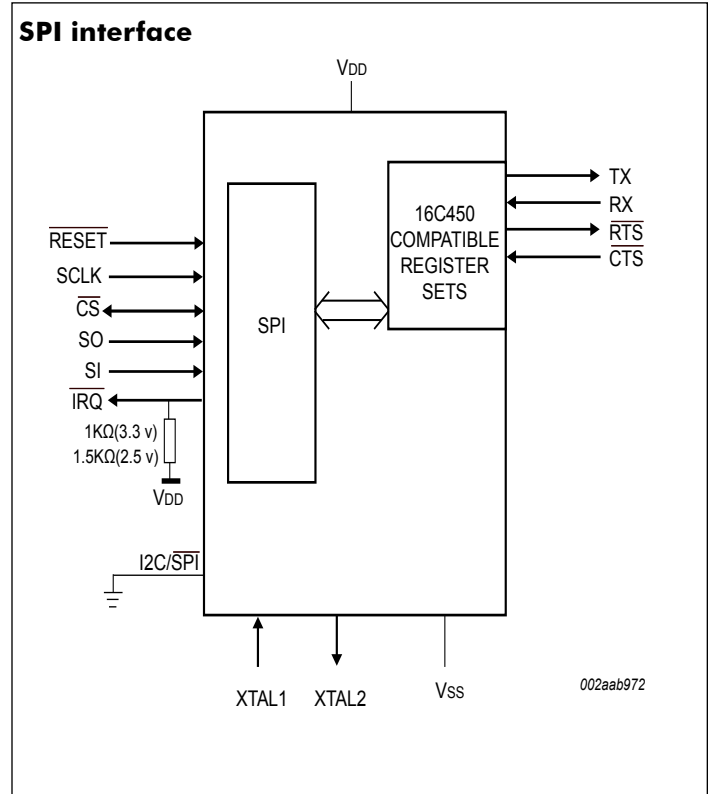 SPI interface
VDD
RESET
SCLK
CS
SO
SI
IRQ
1KΩ(3.3 v)
1.5KΩ(2.5 v)
VDD
I2C/SPI
SPI
16C450
COMPATIBLE
REGISTER
SETS
TX
RX
RTS
CTS
XTAL1
XTAL2
VSS
002aab972